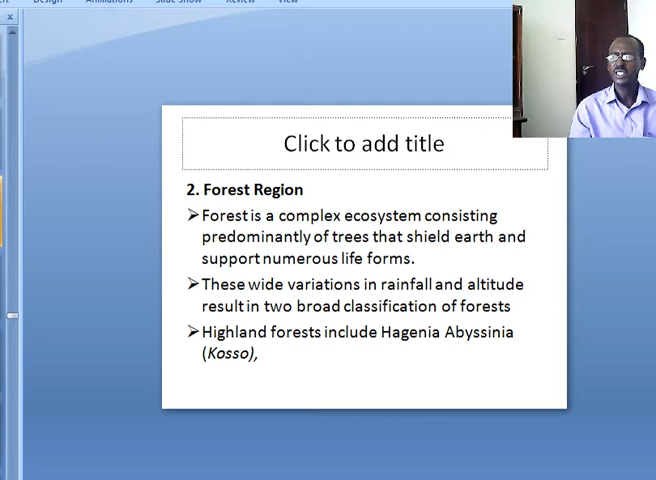 Design Animations Slide Show Review View
Click to add title
2. Forest Region
➢Forest is a complex ecosystem consisting
predominantly of trees that shield earth and
support numerous life forms.
➢These wide variations in rainfall and altitude
result in two broad classification of forests
➢Highland forests include Hagenia Abyssinia
(Kosso),